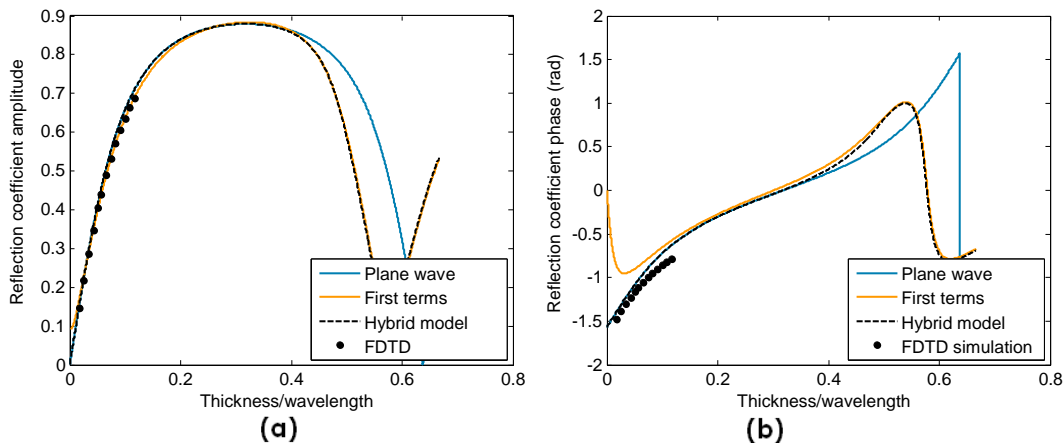 0.9
0.8
0.7
0.6
0.5
0.4
0.3
0.2
0.1
0
Reflection coefficient amplitude
Plane wave
First terms
Hybrid model
FDTD
0 0.2 0.4 0.6 0.8
Thickness/wavelength
(a)
2
1.5
1
0.5
0
-0.5
-1
-1.5
-2
Reflection coefficient phase (rad)
Plane wave
First terms
Hybrid model
FDTD simulation
0 0.2 0.4 0.6 0.8
Thickness/wavelength
(b)